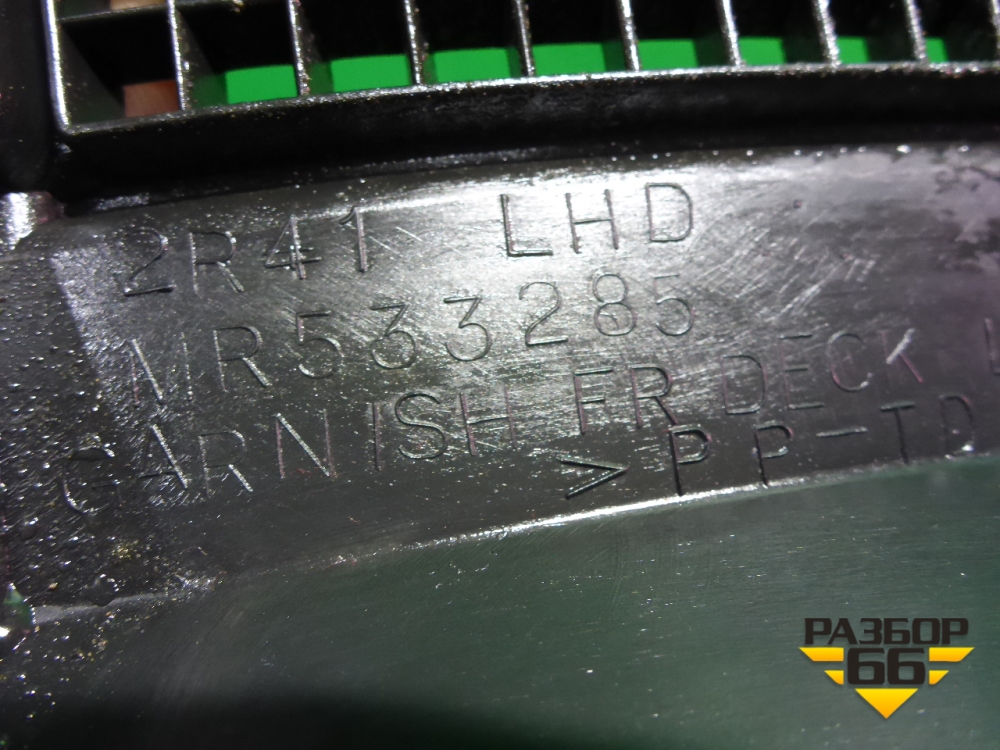 2R41 LHD
MR533285
GARNISH FR DECK
>PP-TD
РАЗБОР
66